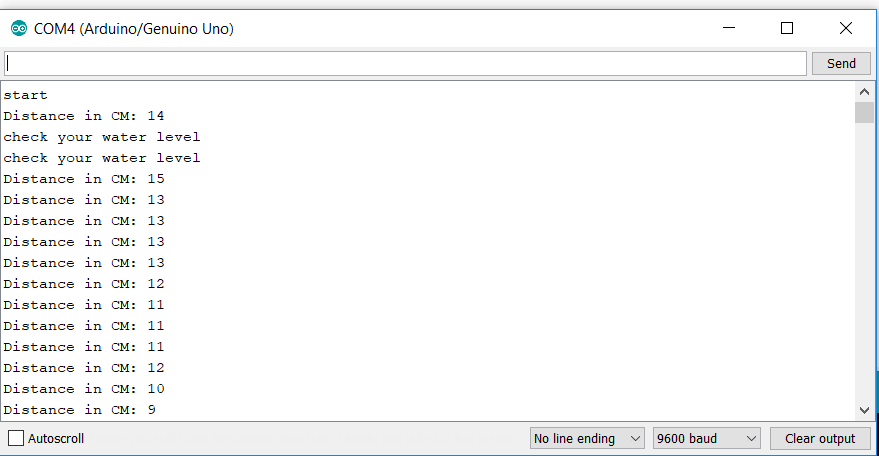 COM4 (Arduino/Genuino Uno)
Send
start
Distance in CM: 14
check your water level
check your water level
Distance in CM: 15
Distance in CM: 13
Distance in CM: 13
Distance in CM: 13
Distance in CM: 13
Distance in CM: 12
Distance in CM: 11
Distance in CM: 11
Distance in CM: 11
Distance in CM: 12
Distance in CM: 10
Distance in CM: 9
Autoscroll
No line ending
9600 baud
Clear output